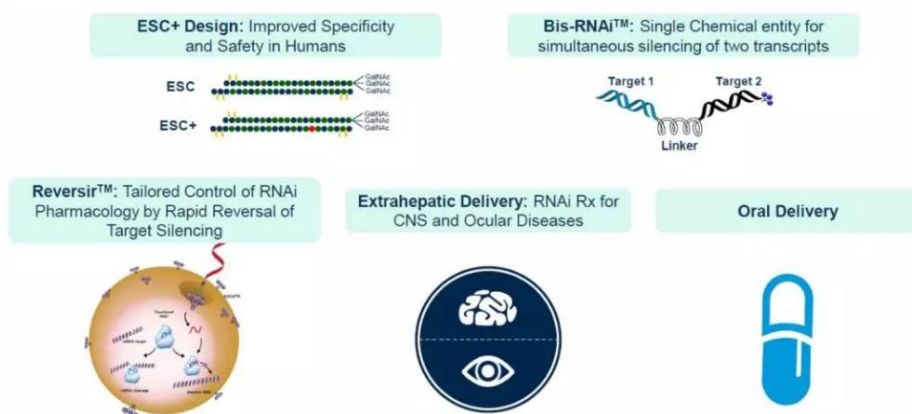 ESC+ Design: Improved Specificity
and Safety in Humans
ESC
GalNAc
GalNAc
GalNAc
ESC+
GalNAc
GalNAc
GalNAc
Bis-RNAi™: Single Chemical entity for
simultaneous silencing of two transcripts
Target 1
Target 2
Linker
Reversir™: Tailored Control of RNAi
Pharmacology by Rapid Reversal of
Target Silencing
Extrahepatic Delivery: RNAi Rx for
CNS and Ocular Diseases
Oral Delivery